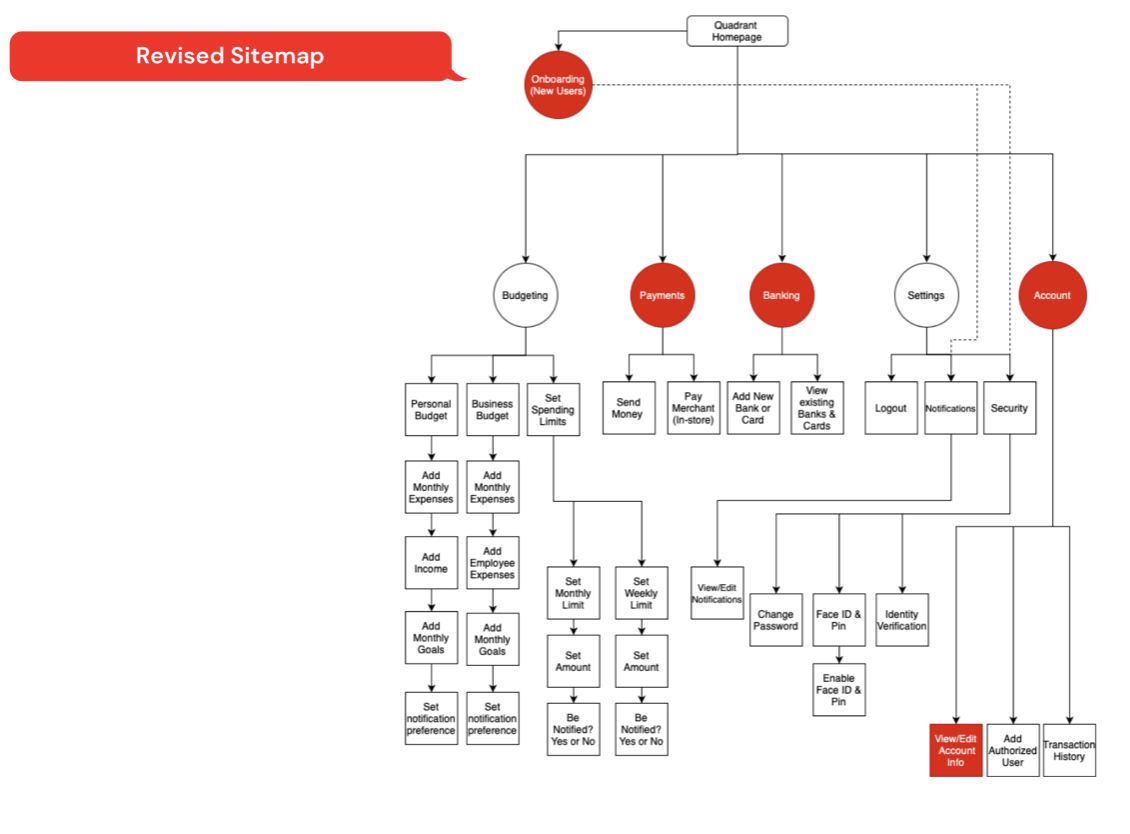 Revised Sitemap
Quadrant
Homepage
Onboarding
(New Users)
Budgeting
Payments
Banking
Settings
Account
Personal
Budget
Business
Budget
Set
Spending
Limits
Send
Money
Pay
Merchant
(In-store)
Add New
Bank or
Card
View
existing
Banks &
Cards
Logout
Notifications
Security
Add
Monthly
Expenses
Add
Monthly
Expenses
Add
Income
Add
Employee
Expenses
Set
Monthly
Limit
Set
Weekly
Limit
View/Edit
Notifications
Change
Password
Face ID &
Pin
Identity
Verification
Add
Monthly
Goals
Add
Monthly
Goals
Set
Amount
Set
Amount
Enable
Face ID &
Pin
Set
notification
preference
Set
notification
preference
Be
Notified?
Yes or No
Be
Notified?
Yes or No
View/Edit
Account
Info
Add
Authorized
User
Transaction
History